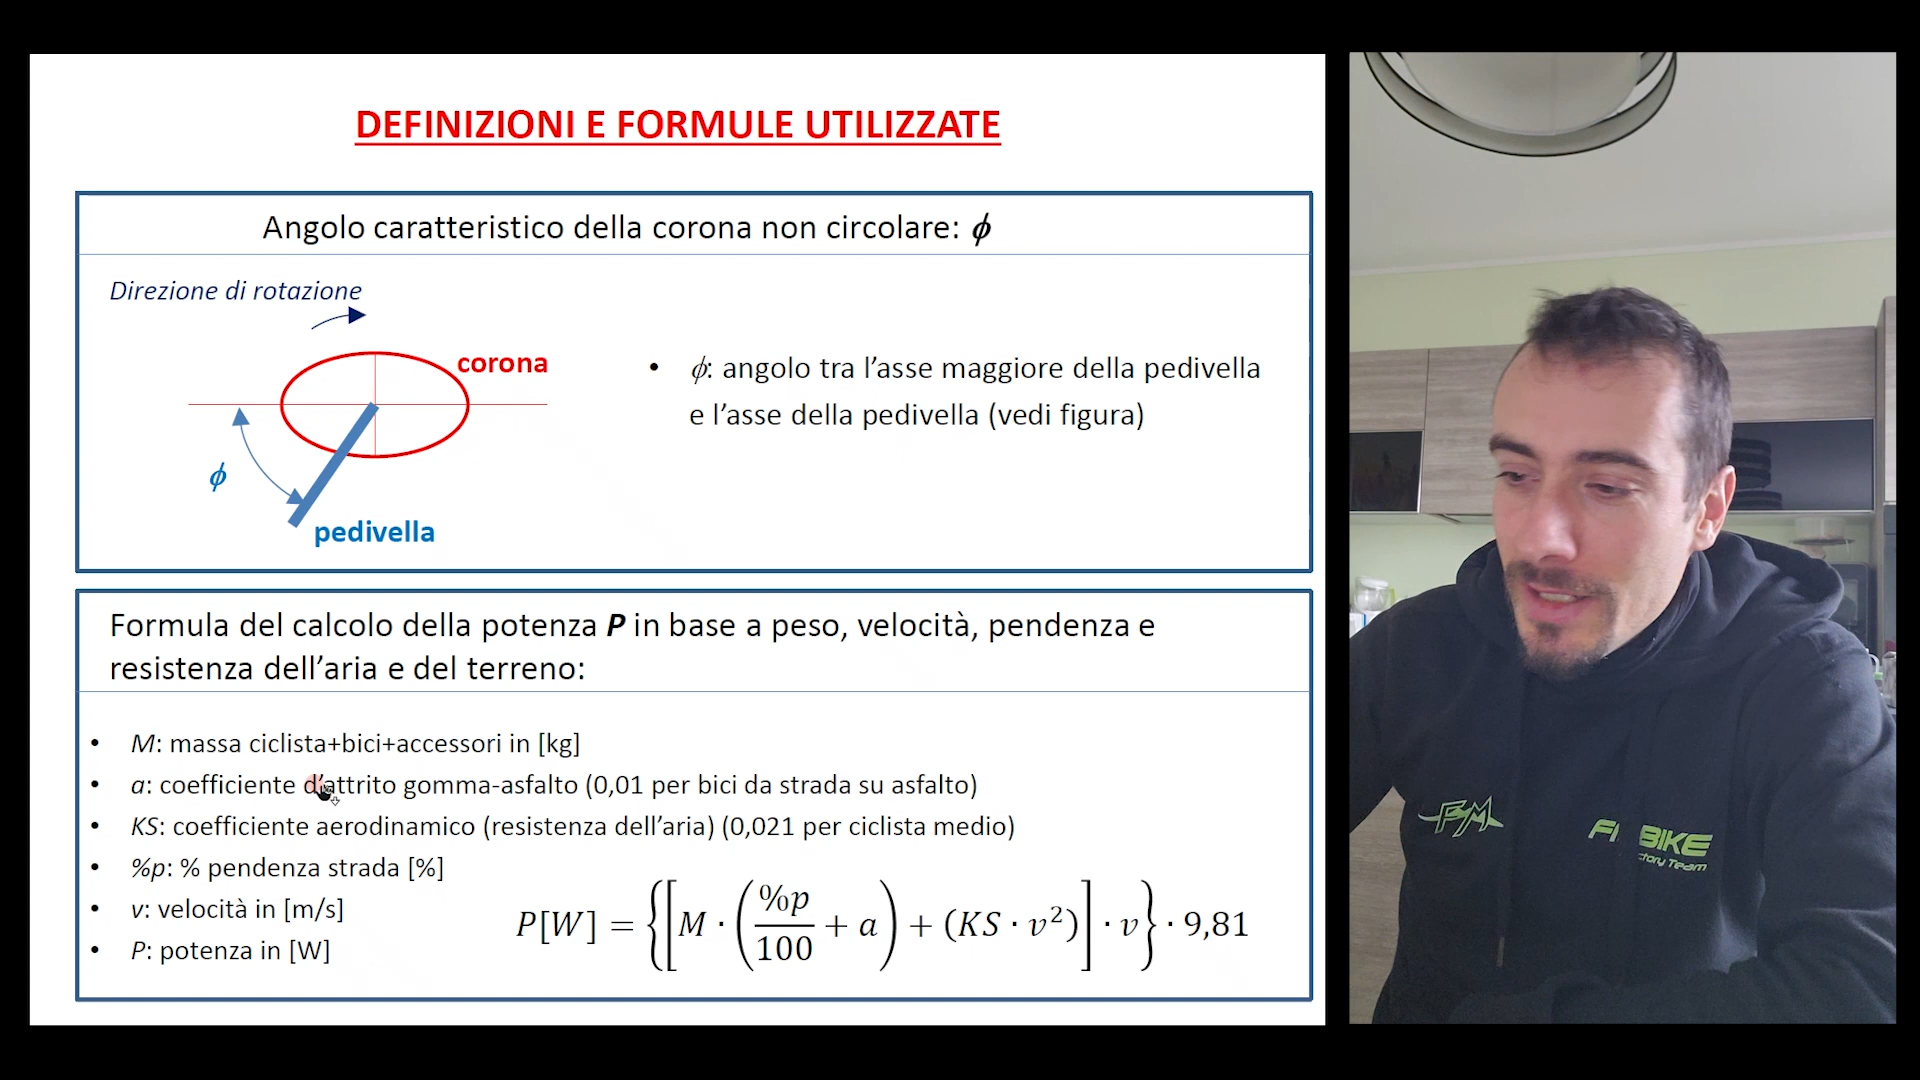 DEFINIZIONI E FORMULE UTILIZZATE
Angolo caratteristico della corona non circolare: ϕ
Direzione di rotazione
corona
ϕ
pedivella
• ϕ: angolo tra l’asse maggiore della pedivella
e l’asse della pedivella (vedi figura)
Formula del calcolo della potenza P in base a peso, velocità, pendenza e
resistenza dell’aria e del terreno:
• M: massa ciclista+bici+accessori in [kg]
• a: coefficiente d’attrito gomma-asfalto (0,01 per bici da strada su asfalto)
• KS: coefficiente aerodinamico (resistenza dell’aria) (0,021 per ciclista medio)
• %p: % pendenza strada [%]
• v: velocità in [m/s]
• P: potenza in [W]
P[W] = {[M · (%p/100 + a) + (KS · v²)] · v} · 9,81
FM
BIKE
Team